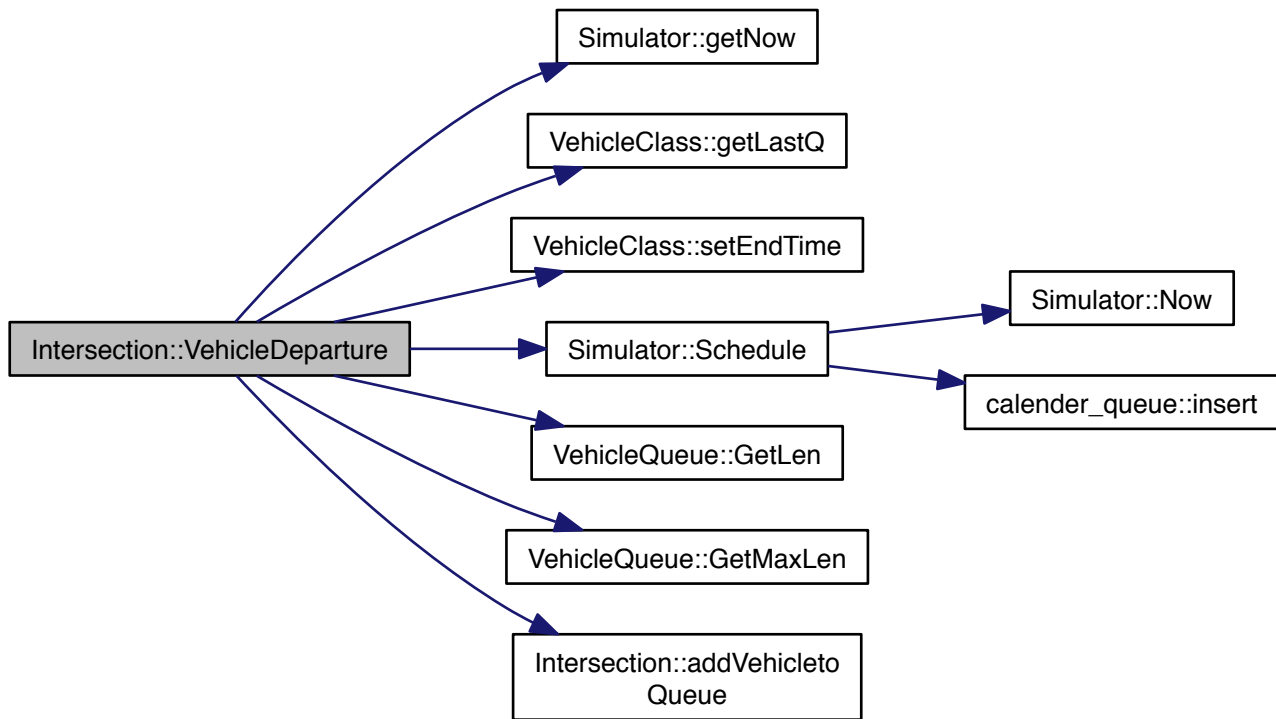 Simulator::getNow
VehicleClass::getLastQ
VehicleClass::setEndTime
Intersection::VehicleDeparture
Simulator::Schedule
Simulator::Now
calender_queue::insert
VehicleQueue::GetLen
VehicleQueue::GetMaxLen
Intersection::addVehicleto
Queue